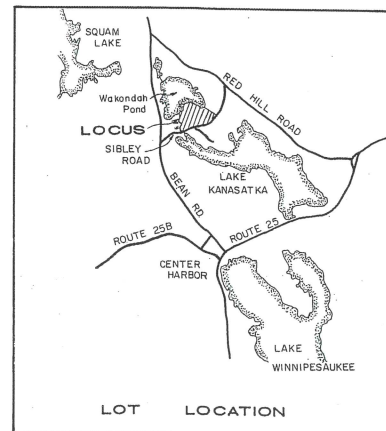 SQUAM
LAKE
Wakondah
Pond
RED HILL ROAD
LOCUS
SIBLEY
ROAD
LAKE
KANASATKA
BEAN RD.
ROUTE 25B
ROUTE 25
CENTER
HARBOR
LAKE
WINNIPESAUKEE
LOT LOCATION